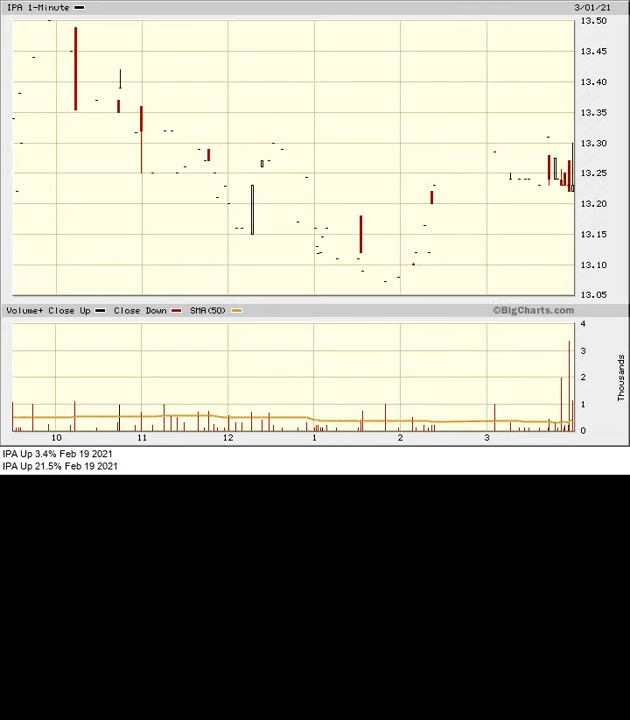 IPA 1-Minute 3/01/21
13.50
13.45
13.40
13.35
13.30
13.25
13.20
13.15
13.10
13.05
Volume+ Close Up Close Down SMA(50) ©BigCharts.com
4
3
2
1
0
Thousands
10 11 12 1 2 3
IPA Up 3.4% Feb 19 2021
IPA Up 21.5% Feb 19 2021